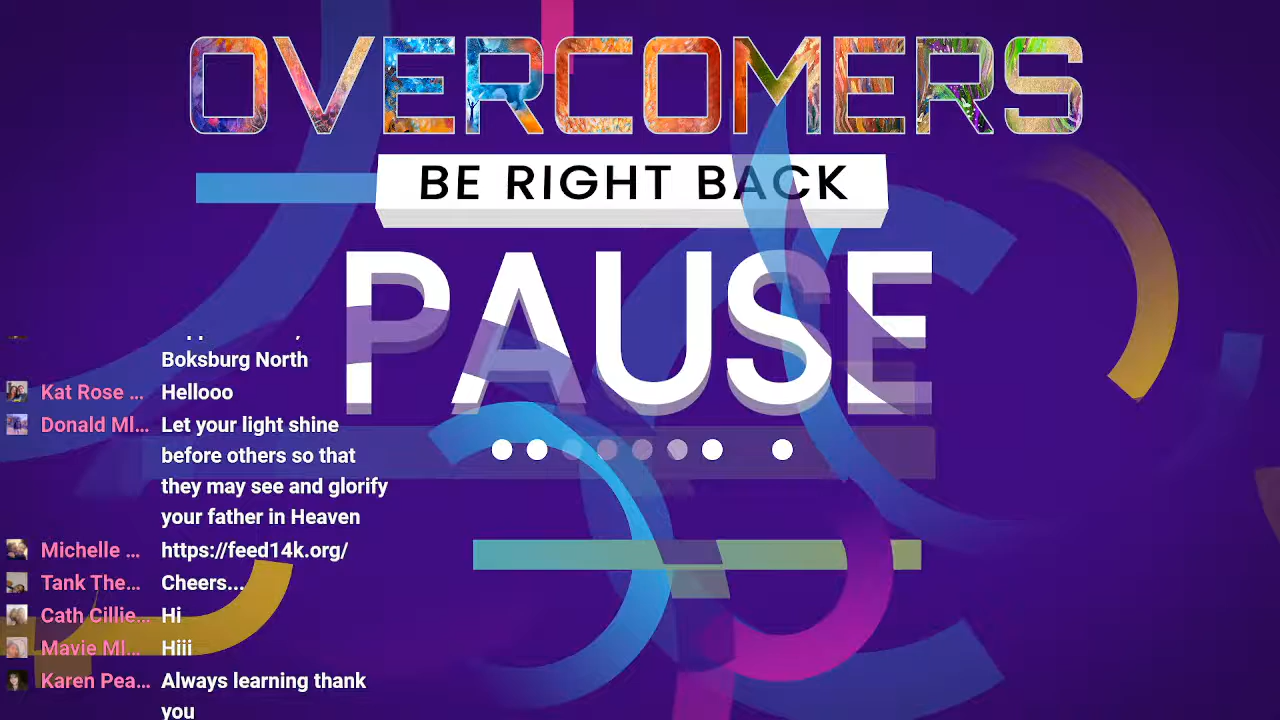 OVERCOMERS
BE RIGHT BACK
PAUSE
Boksburg North
Kat Rose ... Hellooo
Donald Ml... Let your light shine
before others so that
they may see and glorify
your father in Heaven
Michelle ... https://feed14k.org/
Tank The... Cheers...
Cath Cillie... Hi
Mavie Ml... Hiii
Karen Pea... Always learning thank
you